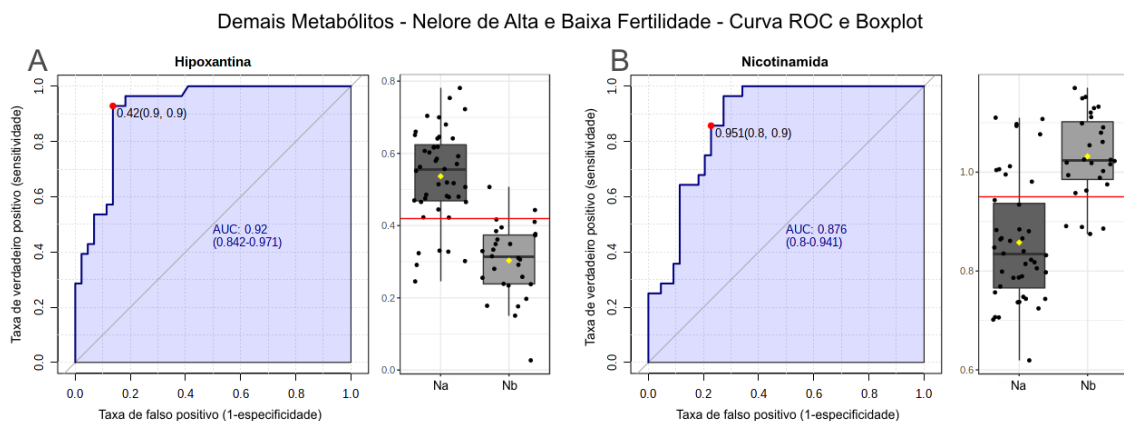 Demais Metabólitos - Nelore de Alta e Baixa Fertilidade - Curva ROC e Boxplot
A
Hipoxantina
Taxa de verdadeiro positivo (sensitividade)
1.0
0.8
0.6
0.4
0.2
0.0
0.42(0.9, 0.9)
AUC: 0.92
(0.842-0.971)
0.0 0.2 0.4 0.6 0.8 1.0
Taxa de falso positivo (1-especificidade)
0.8
0.6
0.4
0.2
0.0
Na Nb
B
Nicotinamida
Taxa de verdadeiro positivo (sensitividade)
1.0
0.8
0.6
0.4
0.2
0.0
0.951(0.8, 0.9)
AUC: 0.876
(0.8-0.941)
0.0 0.2 0.4 0.6 0.8 1.0
Taxa de falso positivo (1-especificidade)
1.0
0.8
0.6
Na Nb